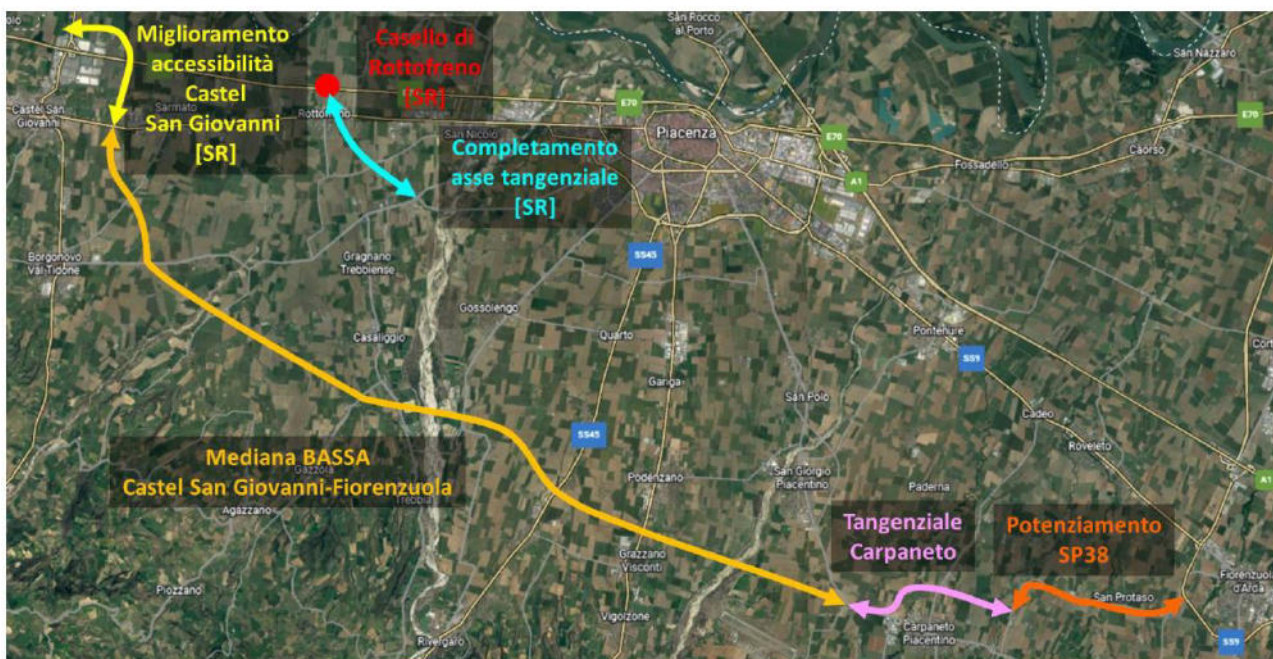 Miglioramento
accessibilità
Castel
San Giovanni
[SR]
Casello di
Rottofreno
[SR]
San Rocco
al Porto
San Nazzaro
Castel San
Giovanni
Sarmato
Rottofreno
San Nicolò
E70
Piacenza
E70
E70
Caorso
Fossadello
A1
Completamento
asse tangenziale
[SR]
Borgonovo
Val Tidone
Gragnano
Trebbiense
SS45
Gossolengo
Casaliggio
Quarto
Pontenure
SS9
Cort
Gariga
San Polo
Cadeo
Roveleto
SS45
Mediana BASSA
Castel San Giovanni-Fiorenzuola
Gazzola
Agazzano
Trebbia
Podenzano
San Giorgio
Piacentino
Paderna
A1
Tangenziale
Carpaneto
Potenziamento
SP38
Grazzano
Visconti
Fiorenzuola
d'Arda
Piozzano
Vigolzone
San Protaso
Rivergaro
Carpaneto
Piacentino
SS9